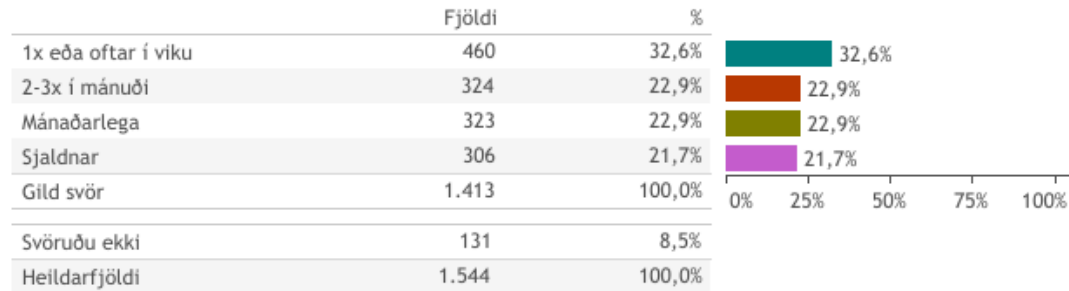 Fjöldi %
1x eða oftar í viku 460 32,6% 32,6%
2-3x í mánuði 324 22,9% 22,9%
Mánaðarlega 323 22,9% 22,9%
Sjaldnar 306 21,7% 21,7%
Gild svör 1.413 100,0%
0% 25% 50% 75% 100%
Svöruðu ekki 131 8,5%
Heildarfjöldi 1.544 100,0%